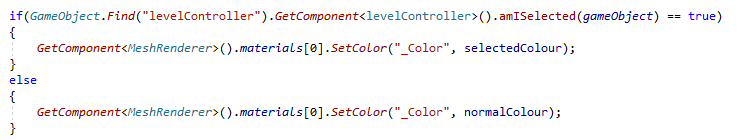 if(GameObject.Find("levelController").GetComponent<levelController>().amISelected(gameObject) == true)
{
GetComponent<MeshRenderer>().materials[0].SetColor("_Color", selectedColour);
}
else
{
GetComponent<MeshRenderer>().materials[0].SetColor("_Color", normalColour);
}